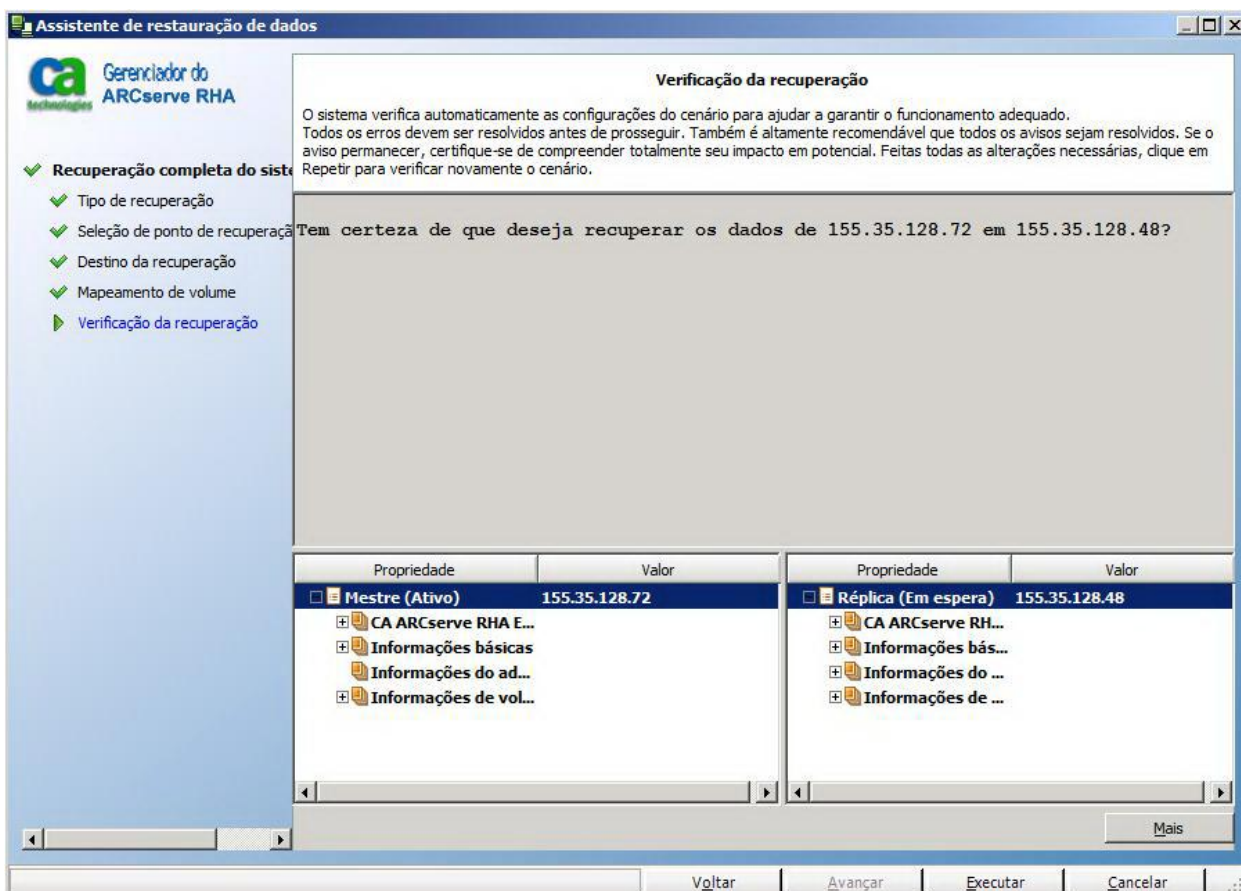 Assistente de restauração de dados
ca
technologies
Gerenciador do
ARCserve RHA
Recuperação completa do siste
Tipo de recuperação
Seleção de ponto de recuperaçã
Destino da recuperação
Mapeamento de volume
Verificação da recuperação
Verificação da recuperação
O sistema verifica automaticamente as configurações do cenário para ajudar a garantir o funcionamento adequado.
Todos os erros devem ser resolvidos antes de prosseguir. Também é altamente recomendável que todos os avisos sejam resolvidos. Se o
aviso permanecer, certifique-se de compreender totalmente seu impacto em potencial. Feitas todas as alterações necessárias, clique em
Repetir para verificar novamente o cenário.
Tem certeza de que deseja recuperar os dados de 155.35.128.72 em 155.35.128.48?
Propriedade Valor
Mestre (Ativo) 155.35.128.72
CA ARCserve RHA E...
Informações básicas
Informações do ad...
Informações de vol...
Propriedade Valor
Réplica (Em espera) 155.35.128.48
CA ARCserve RH...
Informações bás...
Informações do ...
Informações de ...
Mais
Voltar Avançar Executar Cancelar